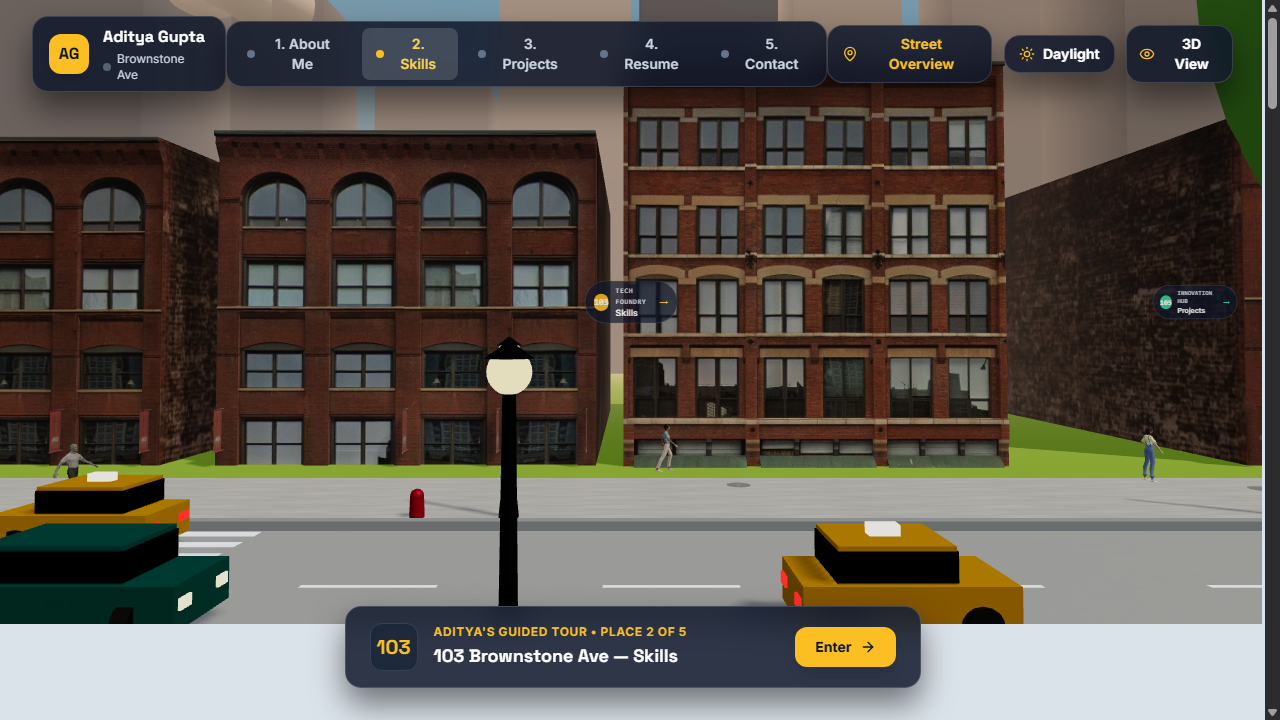 AG
Aditya Gupta
Brownstone
Ave
1. About
Me
2.
Skills
3.
Projects
4.
Resume
5.
Contact
Street
Overview
Daylight
3D
View
103
TECH
FOUNDRY
Skills
→
105
INNOVATION
HUB
Projects
→
103
ADITYA'S GUIDED TOUR • PLACE 2 OF 5
103 Brownstone Ave — Skills
Enter →